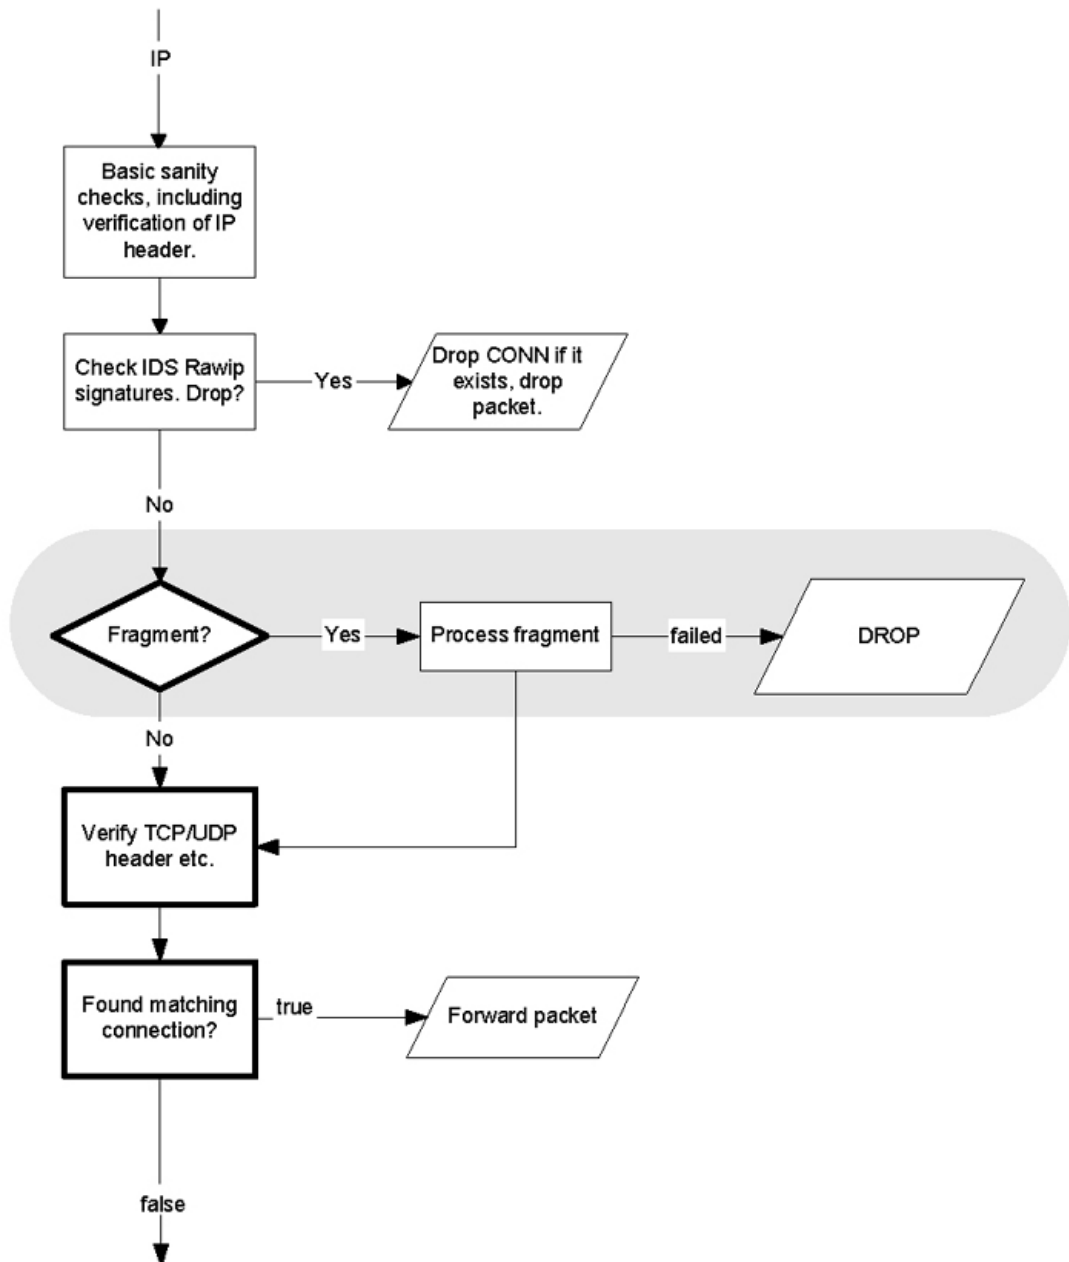 IP
Basic sanity
checks, including
verification of IP
header.
Check IDS Rawip
signatures. Drop?
Yes
Drop CONN if it
exists, drop
packet.
No
Fragment?
Yes
Process fragment
failed
DROP
No
Verify TCP/UDP
header etc.
Found matching
connection?
true
Forward packet
false